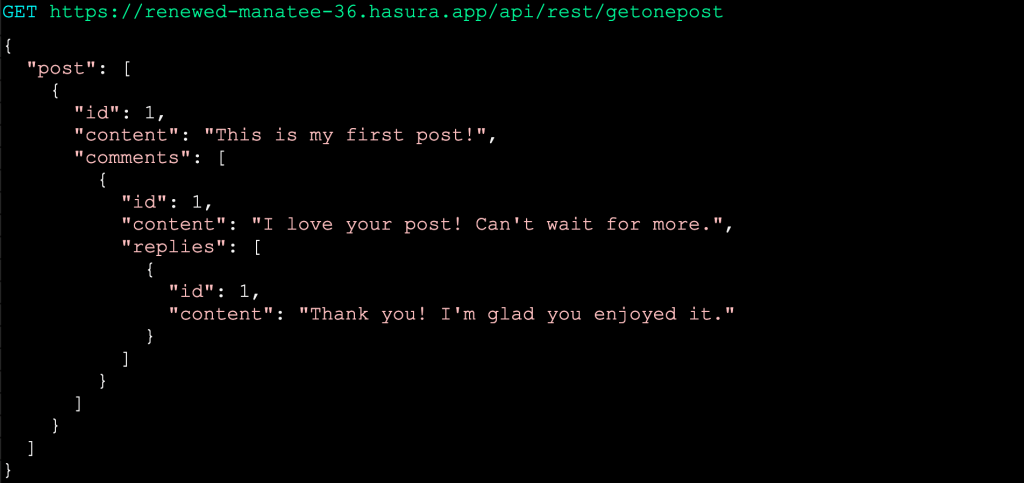 GET https://renewed-manatee-36.hasura.app/api/rest/getonepost
{
  "post": [
    {
      "id": 1,
      "content": "This is my first post!",
      "comments": [
        {
          "id": 1,
          "content": "I love your post! Can't wait for more.",
          "replies": [
            {
              "id": 1,
              "content": "Thank you! I'm glad you enjoyed it."
            }
          ]
        }
      ]
    }
  ]
}